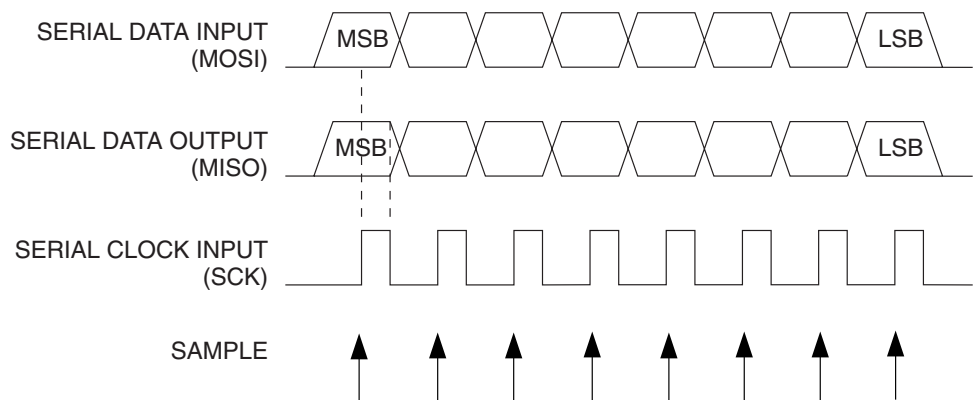 SERIAL DATA INPUT
(MOSI)
MSB
LSB
SERIAL DATA OUTPUT
(MISO)
MSB
LSB
SERIAL CLOCK INPUT
(SCK)
SAMPLE